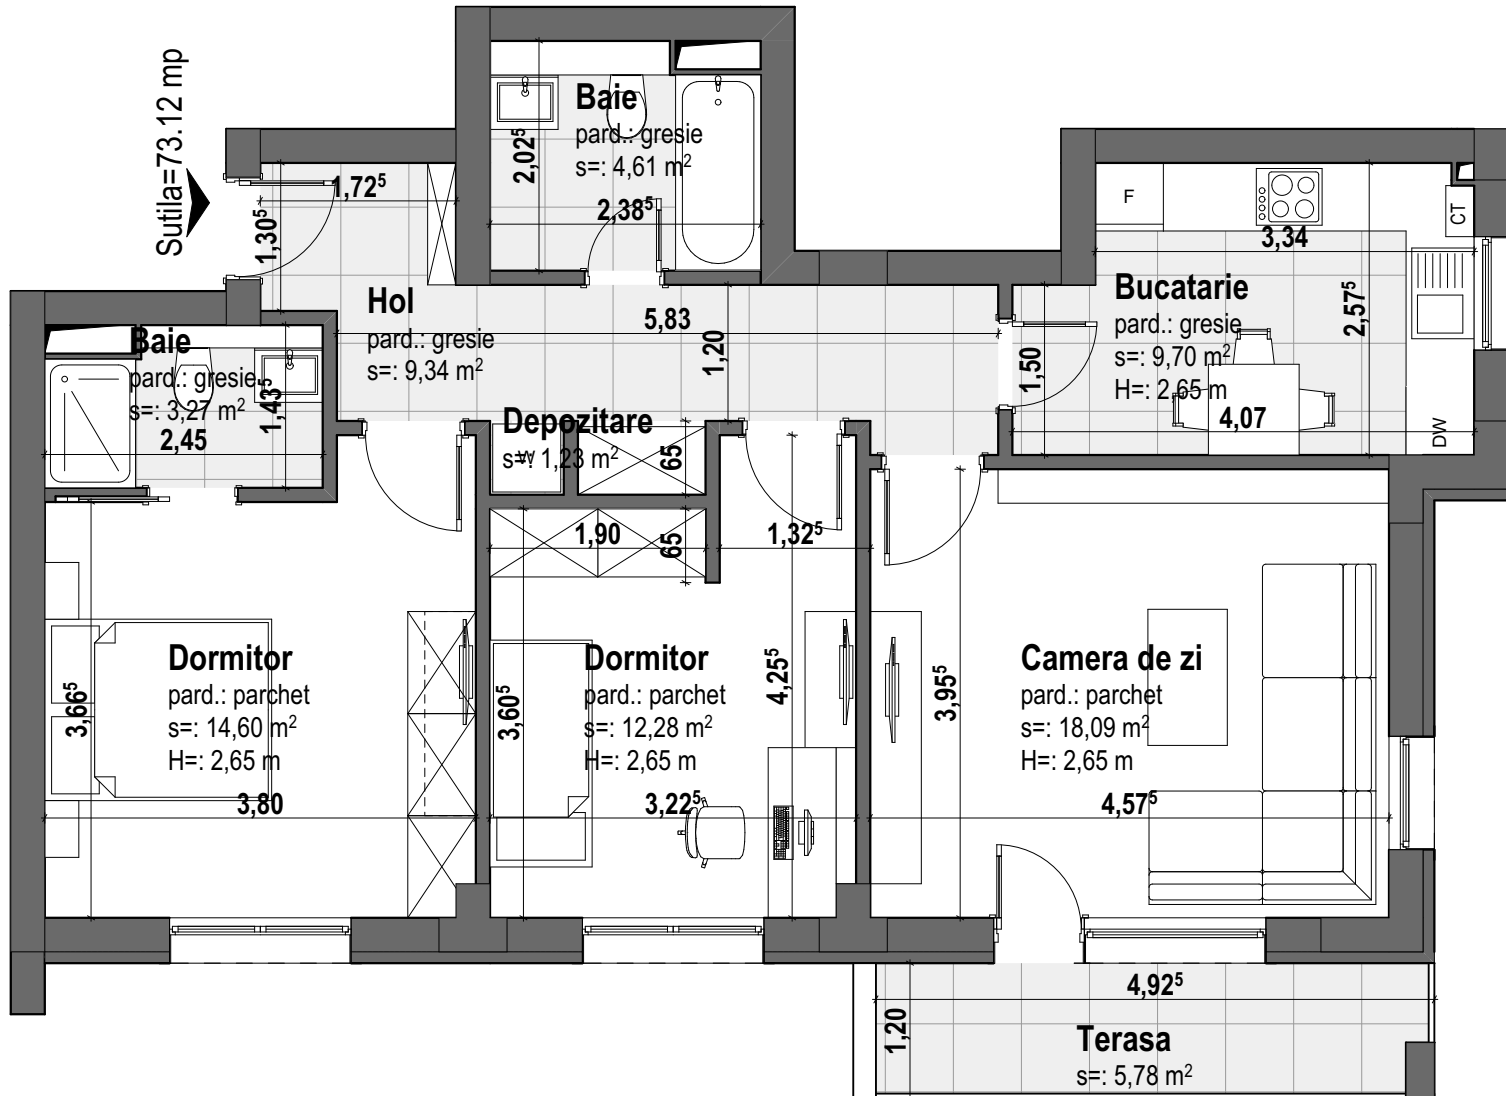 Sutila=73.12 mp
Baie
pard.: gresie
s=: 4,61 m²
2,02⁵
2,38⁵
1,72⁵
1,30⁵
Hol
pard.: gresie
s=: 9,34 m²
5,83
1,20
F
CT
3,34
Bucatarie
pard.: gresie
s=: 9,70 m²
H=: 2,65 m
2,57⁵
1,50
4,07
DW
Baie
pard.: gresie
s=: 3,27 m²
1,43⁵
2,45
Depozitare
s=: 1,23 m²
W
65
1,90
65
1,32⁵
Dormitor
pard.: parchet
s=: 14,60 m²
H=: 2,65 m
3,66⁵
3,80
Dormitor
pard.: parchet
s=: 12,28 m²
H=: 2,65 m
3,60⁵
4,25⁵
3,22⁵
Camera de zi
pard.: parchet
s=: 18,09 m²
H=: 2,65 m
3,95⁵
4,57⁵
4,92⁵
1,20
Terasa
s=: 5,78 m²